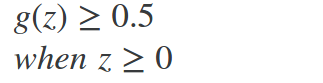 g(z) ≥ 0.5
when z ≥ 0